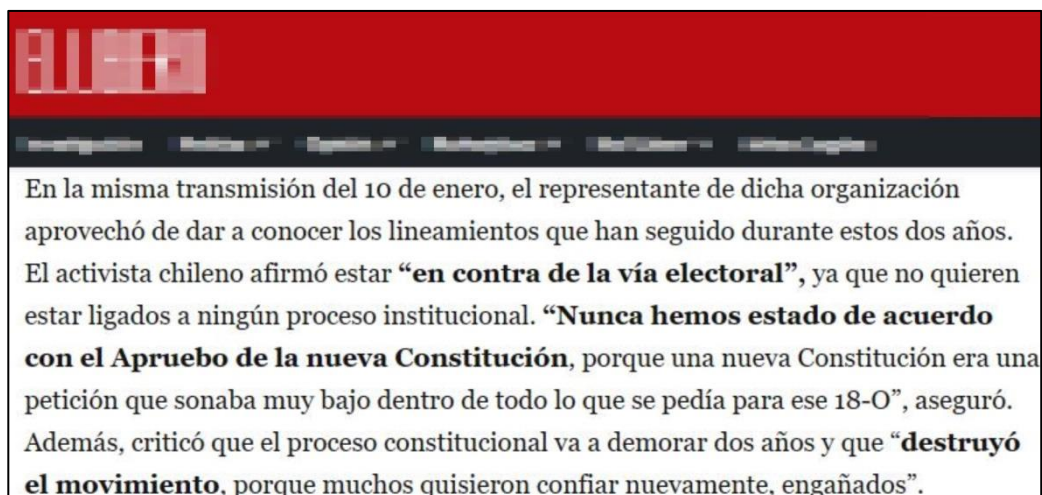 En la misma transmisión del 10 de enero, el representante de dicha organización
aprovechó de dar a conocer los lineamientos que han seguido durante estos dos años.
El activista chileno afirmó estar “en contra de la vía electoral”, ya que no quieren
estar ligados a ningún proceso institucional. “Nunca hemos estado de acuerdo
con el Apruebo de la nueva Constitución, porque una nueva Constitución era una
petición que sonaba muy bajo dentro de todo lo que se pedía para ese 18-O”, aseguró.
Además, criticó que el proceso constitucional va a demorar dos años y que “destruyó
el movimiento, porque muchos quisieron confiar nuevamente, engañados”.